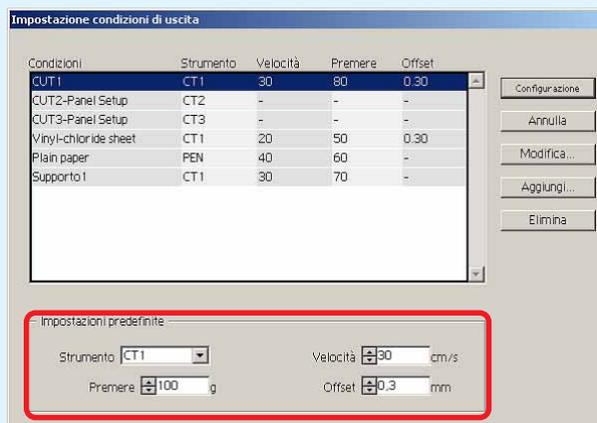 Impostazione condizioni di uscita
Condizioni Strumento Velocità Premere Offset
CUT1 CT1 30 80 0.30
CUT2-Panel Setup CT2 - - -
CUT3-Panel Setup CT3 - - -
Vinyl-chloride sheet CT1 20 50 0.30
Plain paper PEN 40 60 -
Supporto1 CT1 30 70 -
Configurazione
Annulla
Modifica...
Aggiungi...
Elimina
Impostazioni predefinite
Strumento CT1 Velocità 30 cm/s
Premere 100 g Offset 0,3 mm